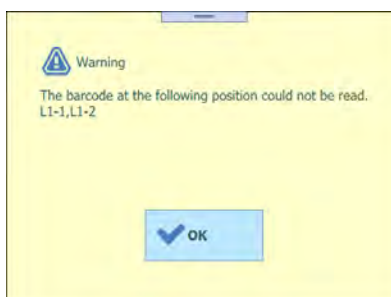 Warning
The barcode at the following position could not be read.
L1-1,L1-2
OK